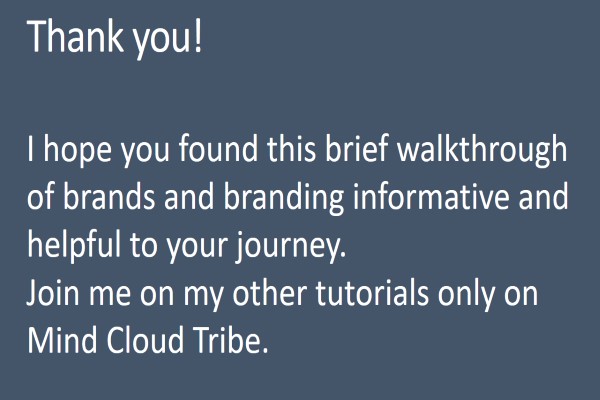 Thank you!
I hope you found this brief walkthrough
of brands and branding informative and
helpful to your journey.
Join me on my other tutorials only on
Mind Cloud Tribe.